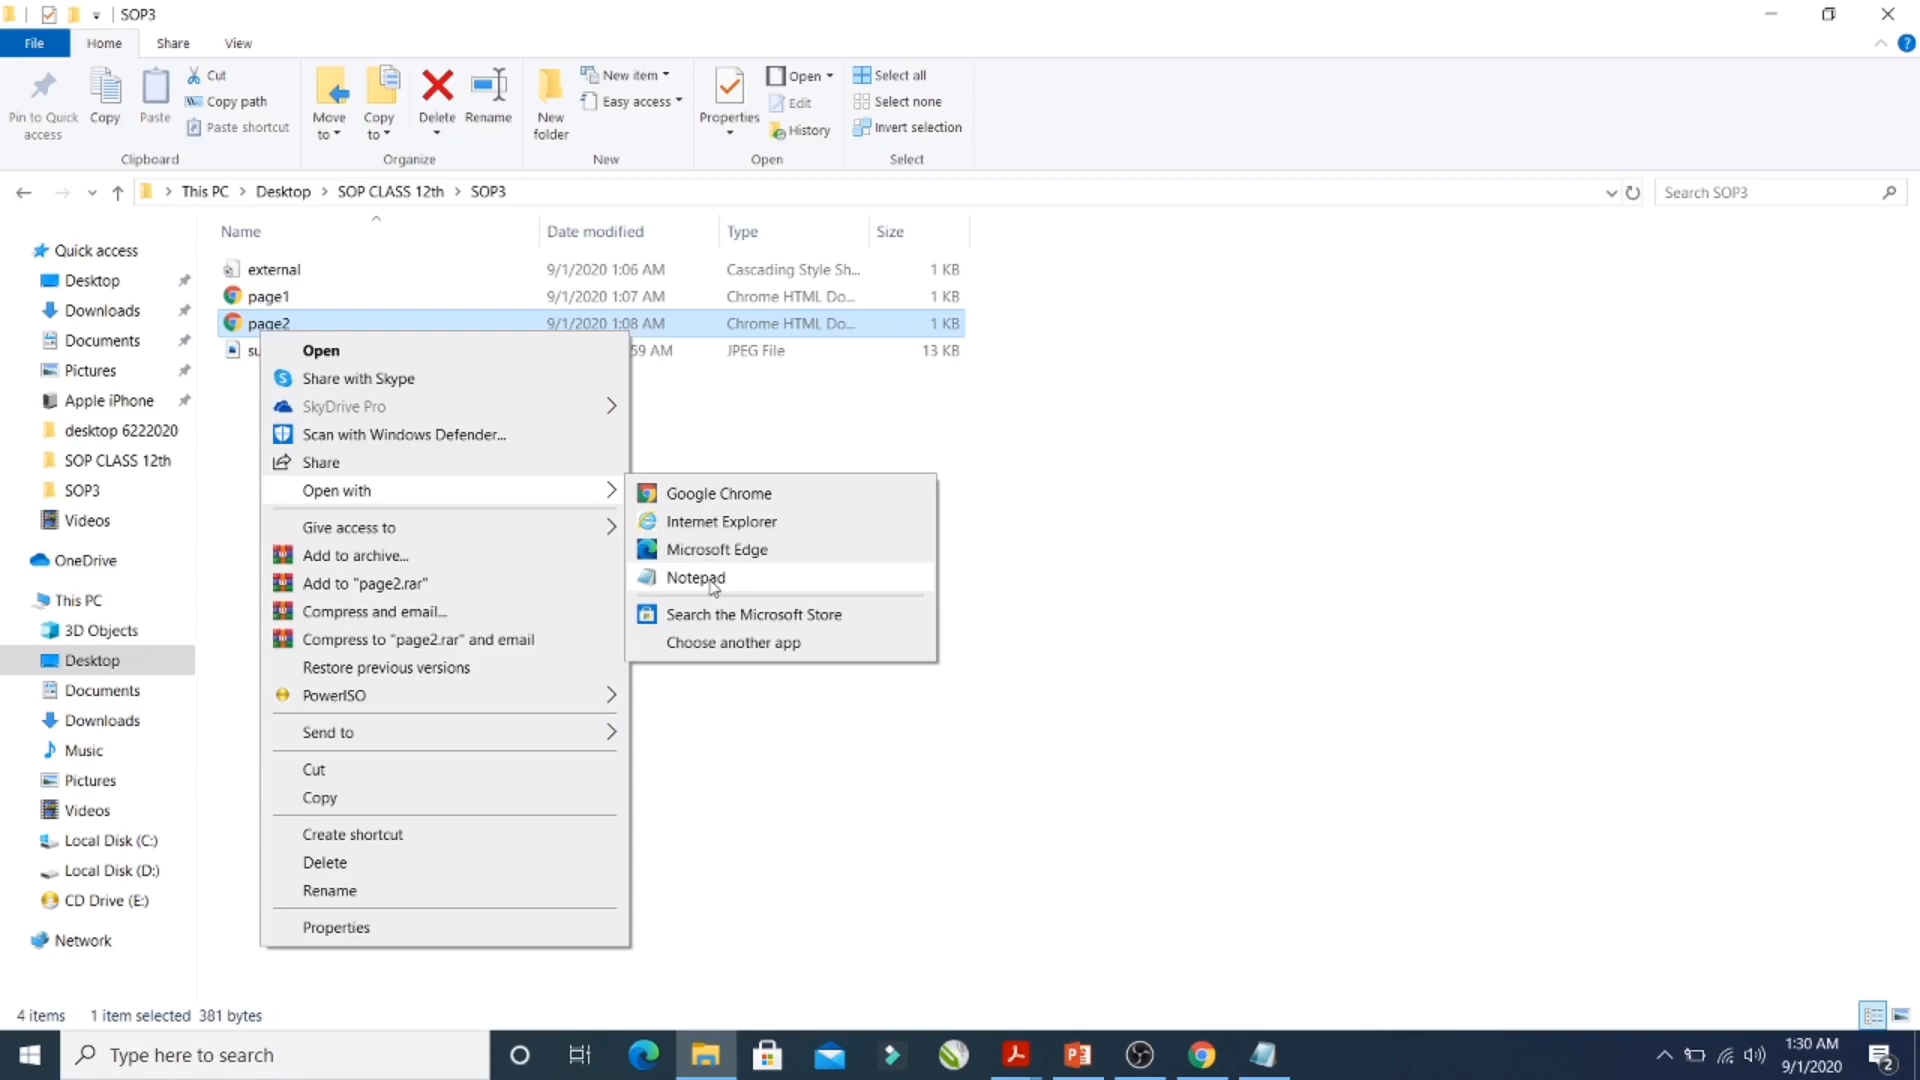 SOP3
File Home Share View
Pin to Quick access
Copy
Paste
Cut
Copy path
Paste shortcut
Clipboard
Move to
Copy to
Delete
Rename
Organize
New folder
New item
Easy access
New
Properties
Open
Edit
History
Open
Select all
Select none
Invert selection
Select
This PC > Desktop > SOP CLASS 12th > SOP3
Search SOP3
Name Date modified Type Size
external 9/1/2020 1:06 AM Cascading Style Sh... 1 KB
page1 9/1/2020 1:07 AM Chrome HTML Do... 1 KB
page2 9/1/2020 1:08 AM Chrome HTML Do... 1 KB
su 59 AM JPEG File 13 KB
Quick access
Desktop
Downloads
Documents
Pictures
Apple iPhone
desktop 6222020
SOP CLASS 12th
SOP3
Videos
OneDrive
This PC
3D Objects
Desktop
Documents
Downloads
Music
Pictures
Videos
Local Disk (C:)
Local Disk (D:)
CD Drive (E:)
Network
Open
Share with Skype
SkyDrive Pro
Scan with Windows Defender...
Share
Open with
Give access to
Add to archive...
Add to "page2.rar"
Compress and email...
Compress to "page2.rar" and email
Restore previous versions
PowerISO
Send to
Cut
Copy
Create shortcut
Delete
Rename
Properties
Google Chrome
Internet Explorer
Microsoft Edge
Notepad
Search the Microsoft Store
Choose another app
4 items 1 item selected 381 bytes
Type here to search
1:30 AM
9/1/2020
2